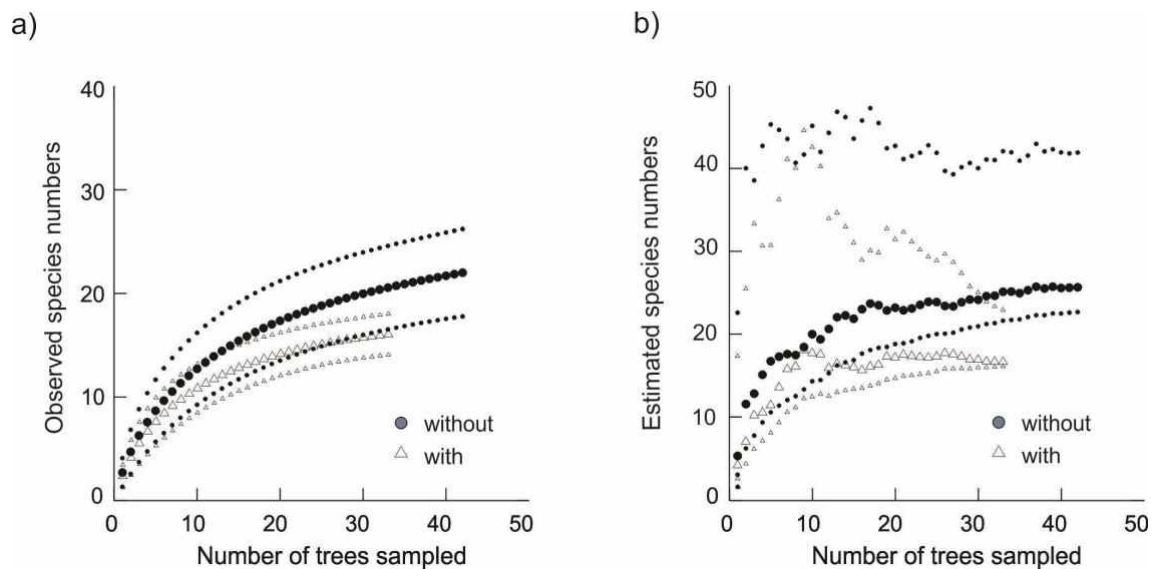 a)
40
30
20
10
0
0 10 20 30 40 50
Observed species numbers
Number of trees sampled
without
with
b)
50
40
30
20
10
0
0 10 20 30 40 50
Estimated species numbers
Number of trees sampled
without
with